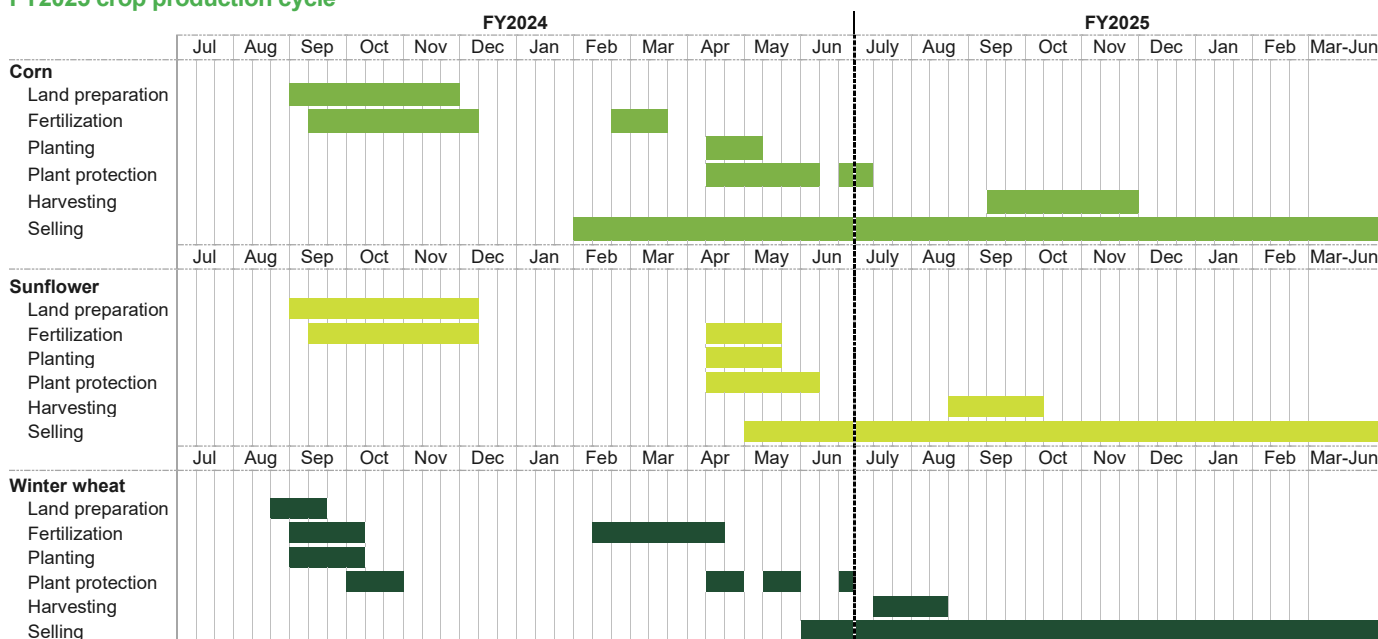 FY2025 crop production cycle
FY2024 FY2025
Jul Aug Sep Oct Nov Dec Jan Feb Mar Apr May Jun July Aug Sep Oct Nov Dec Jan Feb Mar-Jun
Corn
Land preparation
Fertilization
Planting
Plant protection
Harvesting
Selling
Jul Aug Sep Oct Nov Dec Jan Feb Mar Apr May Jun July Aug Sep Oct Nov Dec Jan Feb Mar-Jun
Sunflower
Land preparation
Fertilization
Planting
Plant protection
Harvesting
Selling
Jul Aug Sep Oct Nov Dec Jan Feb Mar Apr May Jun July Aug Sep Oct Nov Dec Jan Feb Mar-Jun
Winter wheat
Land preparation
Fertilization
Planting
Plant protection
Harvesting
Selling